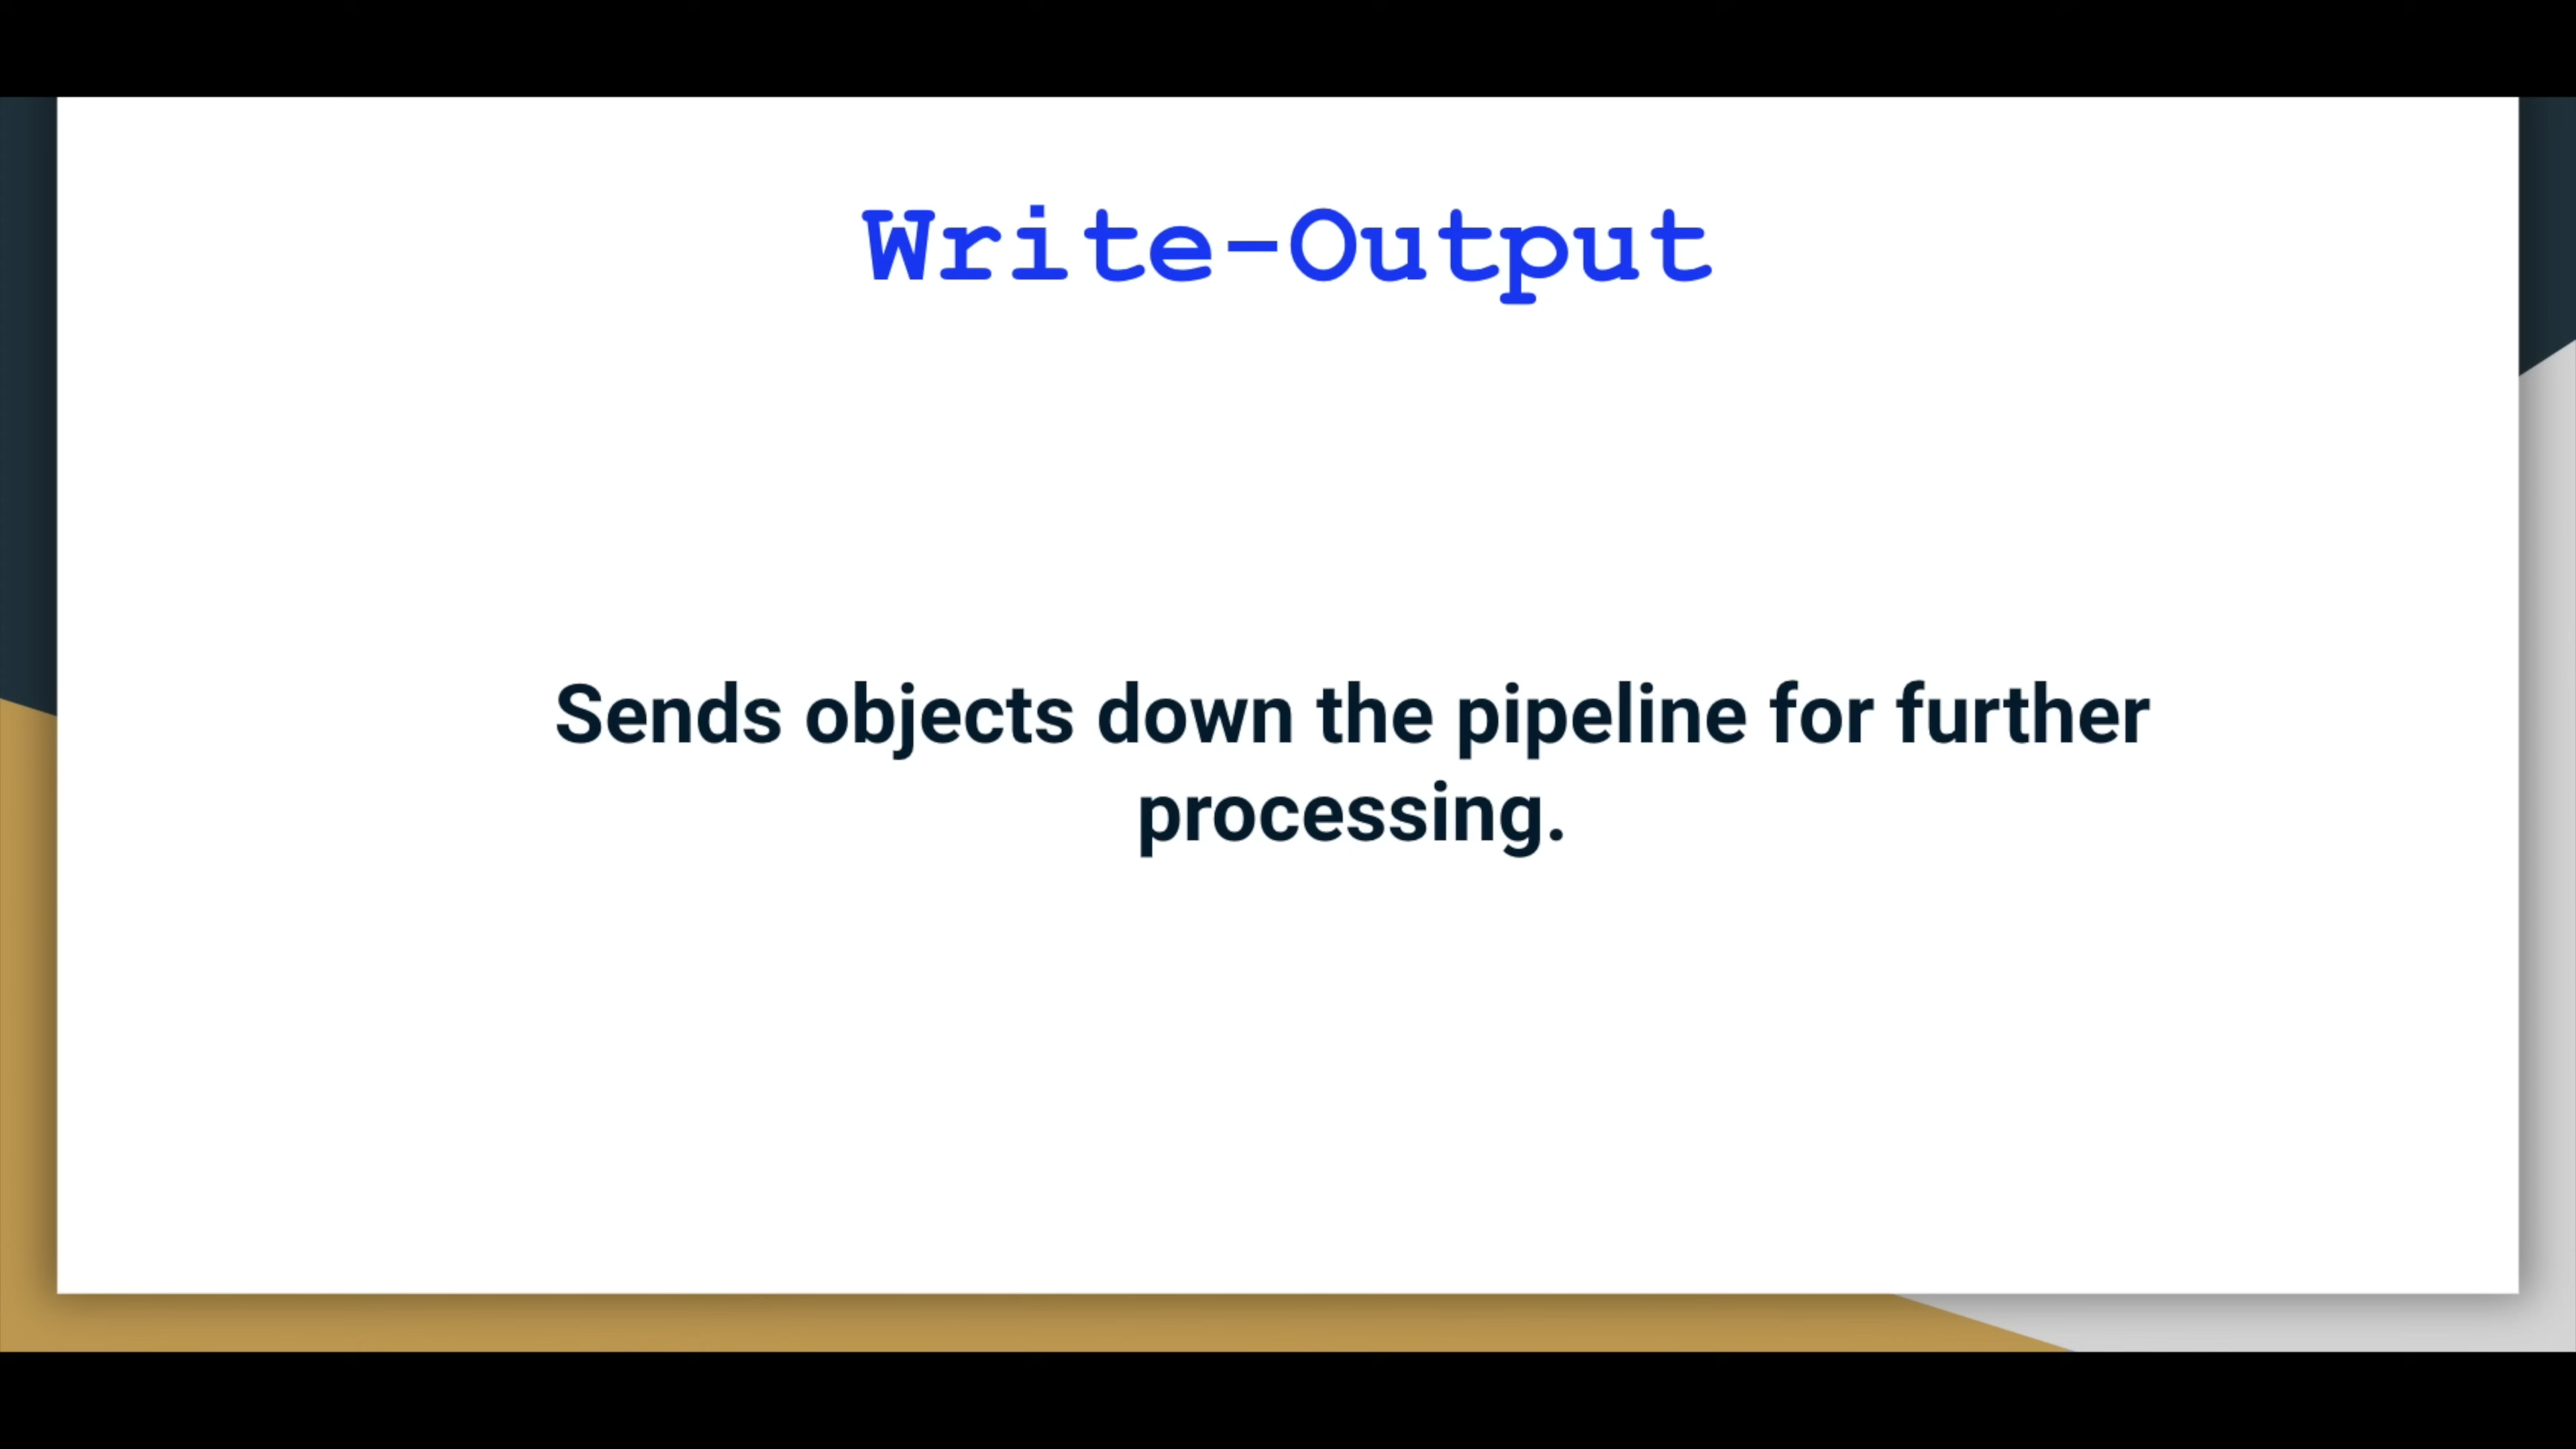 Write-Output
Sends objects down the pipeline for further
processing.